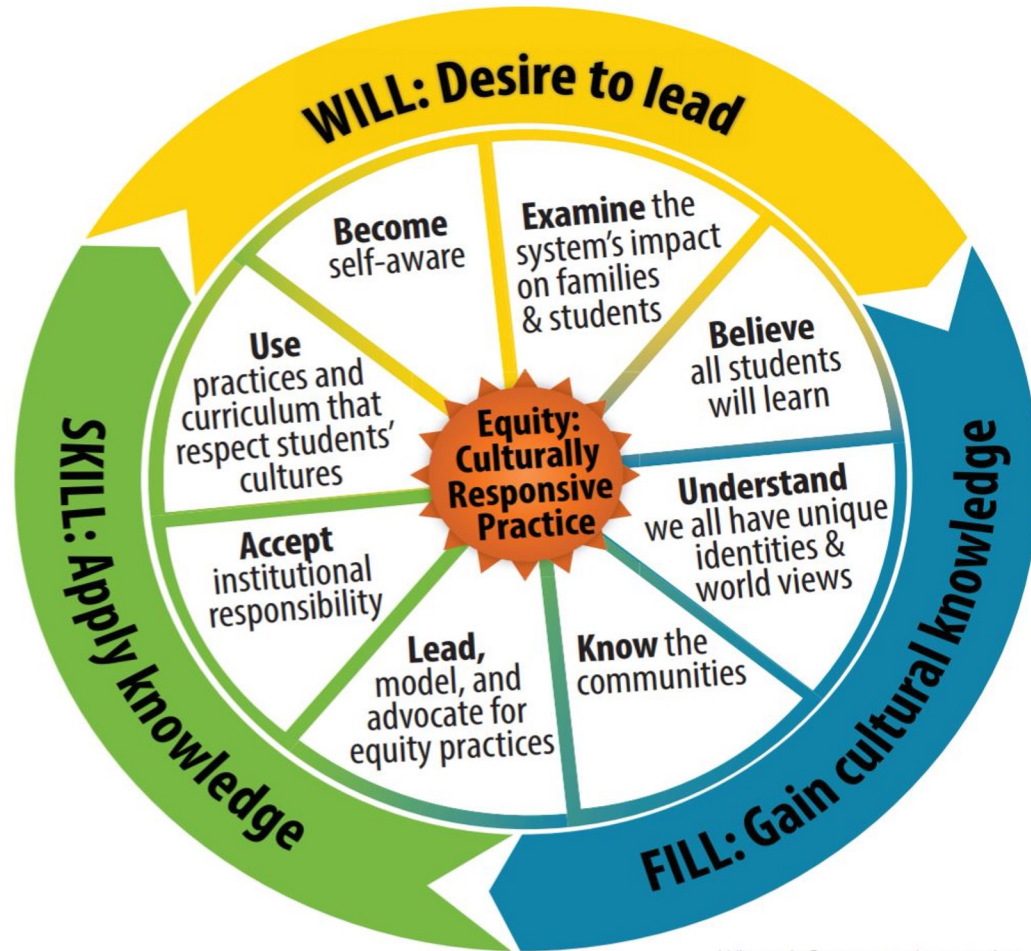 WILL: Desire to lead
Become
self-aware
Examine the
system’s impact
on families
& students
Believe
all students
will learn
Understand
we all have unique
identities &
world views
Know the
communities
Lead,
model, and
advocate for
equity practices
Accept
institutional
responsibility
Use
practices and
curriculum that
respect students’
cultures
Equity:
Culturally
Responsive
Practice
FILL: Gain cultural knowledge
SKILL: Apply knowledge